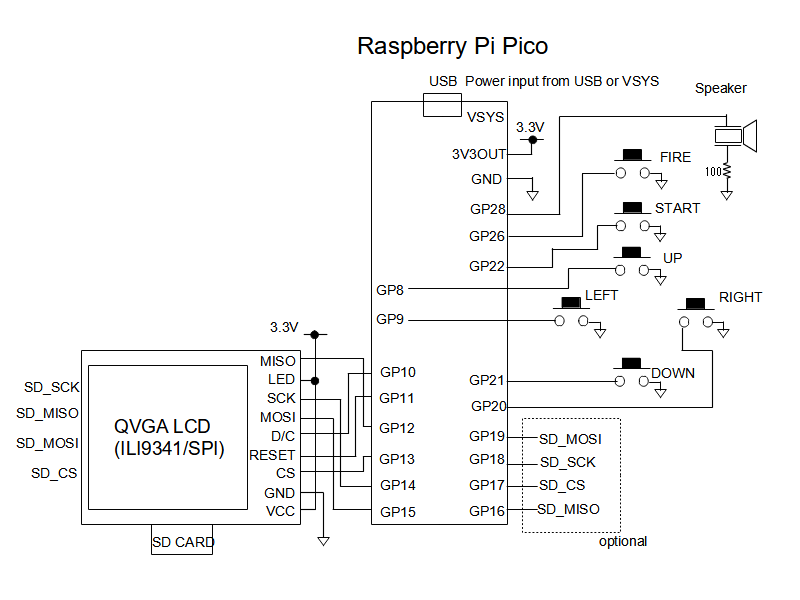 Raspberry Pi Pico
USB Power input from USB or VSYS
Speaker
VSYS
3.3V
3V3OUT
FIRE
100
GND
GP28
START
GP26
UP
GP22
GP8
LEFT
RIGHT
GP9
3.3V
MISO
LED
GP10
GP21
DOWN
SD_SCK
SCK
GP11
GP20
SD_MISO
MOSI
QVGA LCD
(ILI9341/SPI)
D/C
GP12
GP19
SD_MOSI
SD_MOSI
RESET
GP13
GP18
SD_SCK
SD_CS
CS
GP14
GP17
SD_CS
GND
VCC
GP15
GP16
SD_MISO
SD CARD
optional